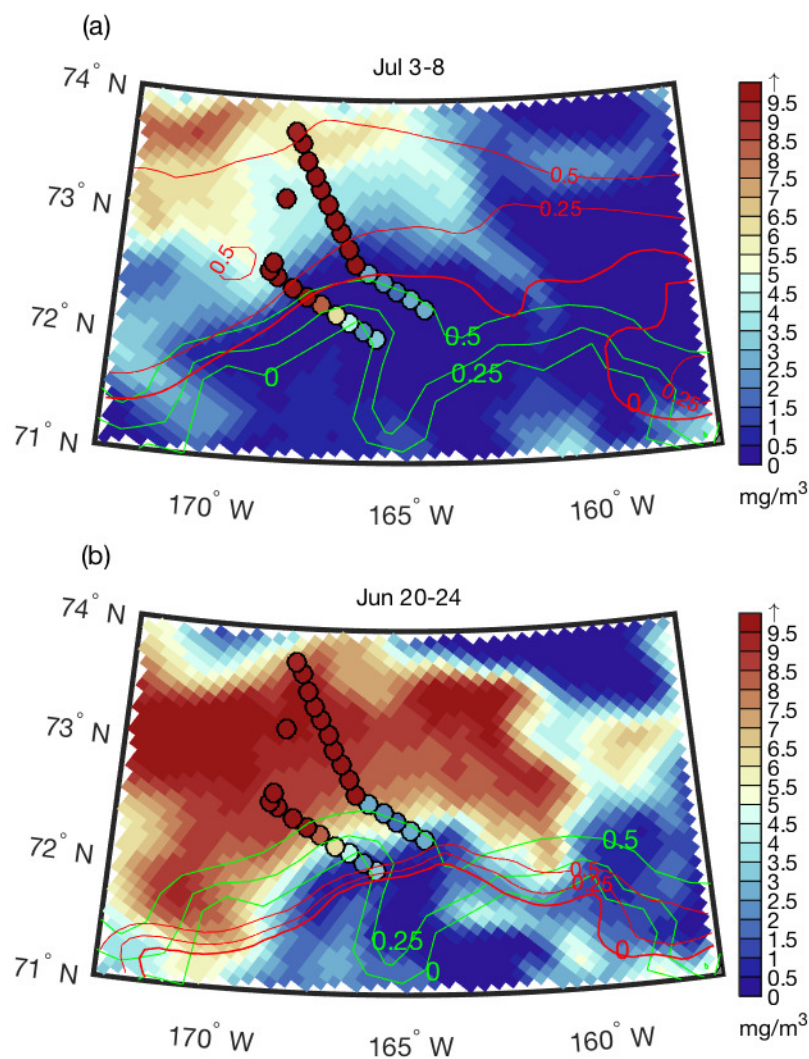 (a)
Jul 3-8
74° N
73° N
72° N
71° N
0.5
0.25
0.5
0.5
0.25
0
0
0.25
170° W
165° W
160° W
↑
9.5
9
8.5
8
7.5
7
6.5
6
5.5
5
4.5
4
3.5
3
2.5
2
1.5
1
0.5
0
mg/m³
(b)
Jun 20-24
74° N
73° N
72° N
71° N
0.5
0.5
0.25
0.25
0
0
170° W
165° W
160° W
↑
9.5
9
8.5
8
7.5
7
6.5
6
5.5
5
4.5
4
3.5
3
2.5
2
1.5
1
0.5
0
mg/m³